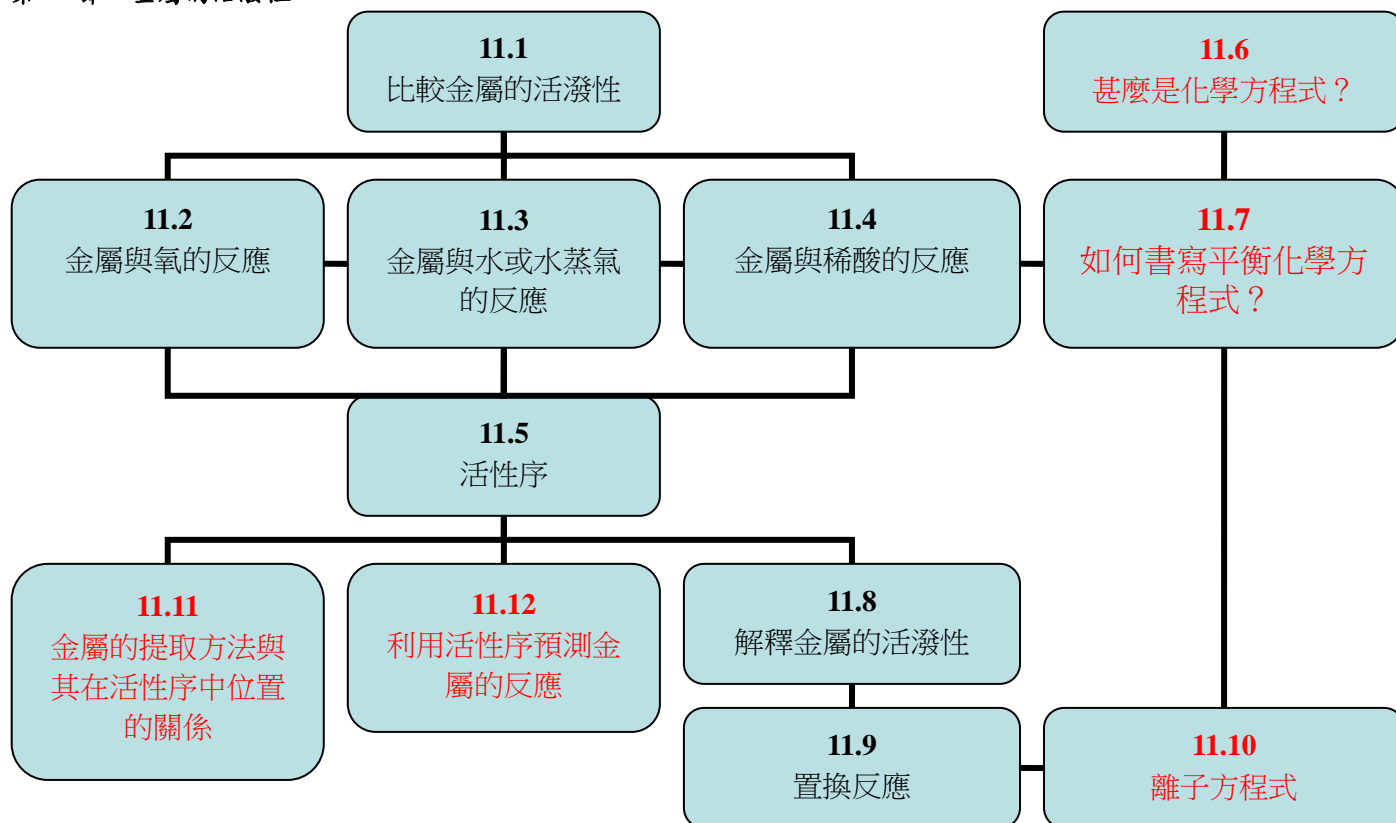 11.1
比較金屬的活潑性
11.6
甚麼是化學方程式？
11.2
金屬與氧的反應
11.3
金屬與水或水蒸氣
的反應
11.4
金屬與稀酸的反應
11.7
如何書寫平衡化學方
程式？
11.5
活性序
11.11
金屬的提取方法與
其在活性序中位置
的關係
11.12
利用活性序預測金
屬的反應
11.8
解釋金屬的活潑性
11.9
置換反應
11.10
離子方程式